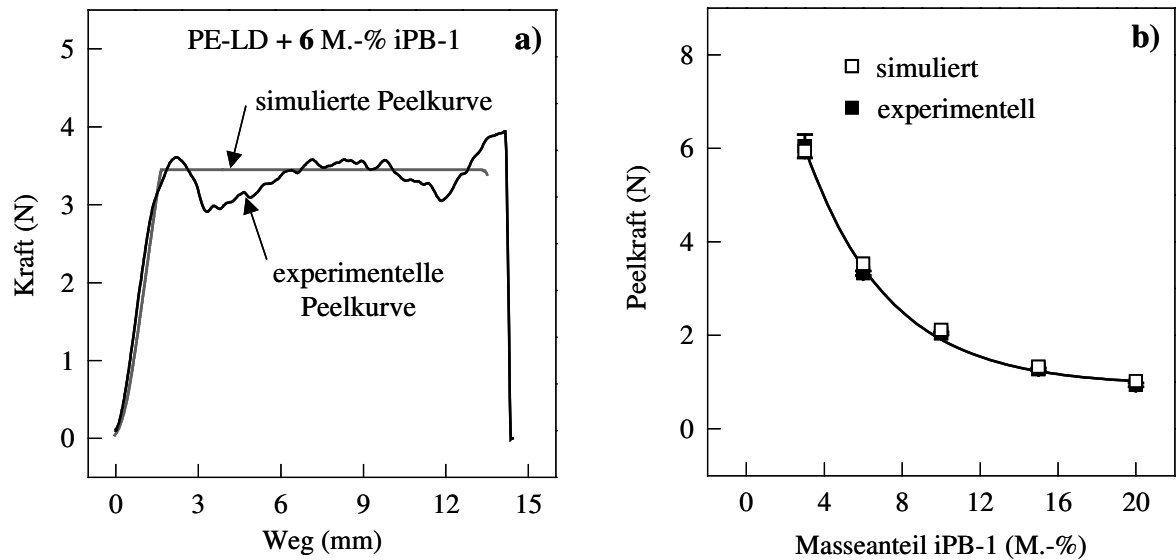 PE-LD + 6 M.-% iPB-1
a)
simulierte Peelkurve
experimentelle
Peelkurve
Kraft (N)
5
4
3
2
1
0
0 3 6 9 12 15
Weg (mm)
b)
simuliert
experimentell
Peelkraft (N)
8
6
4
2
0
0 4 8 12 16 20
Masseanteil iPB-1 (M.-%)